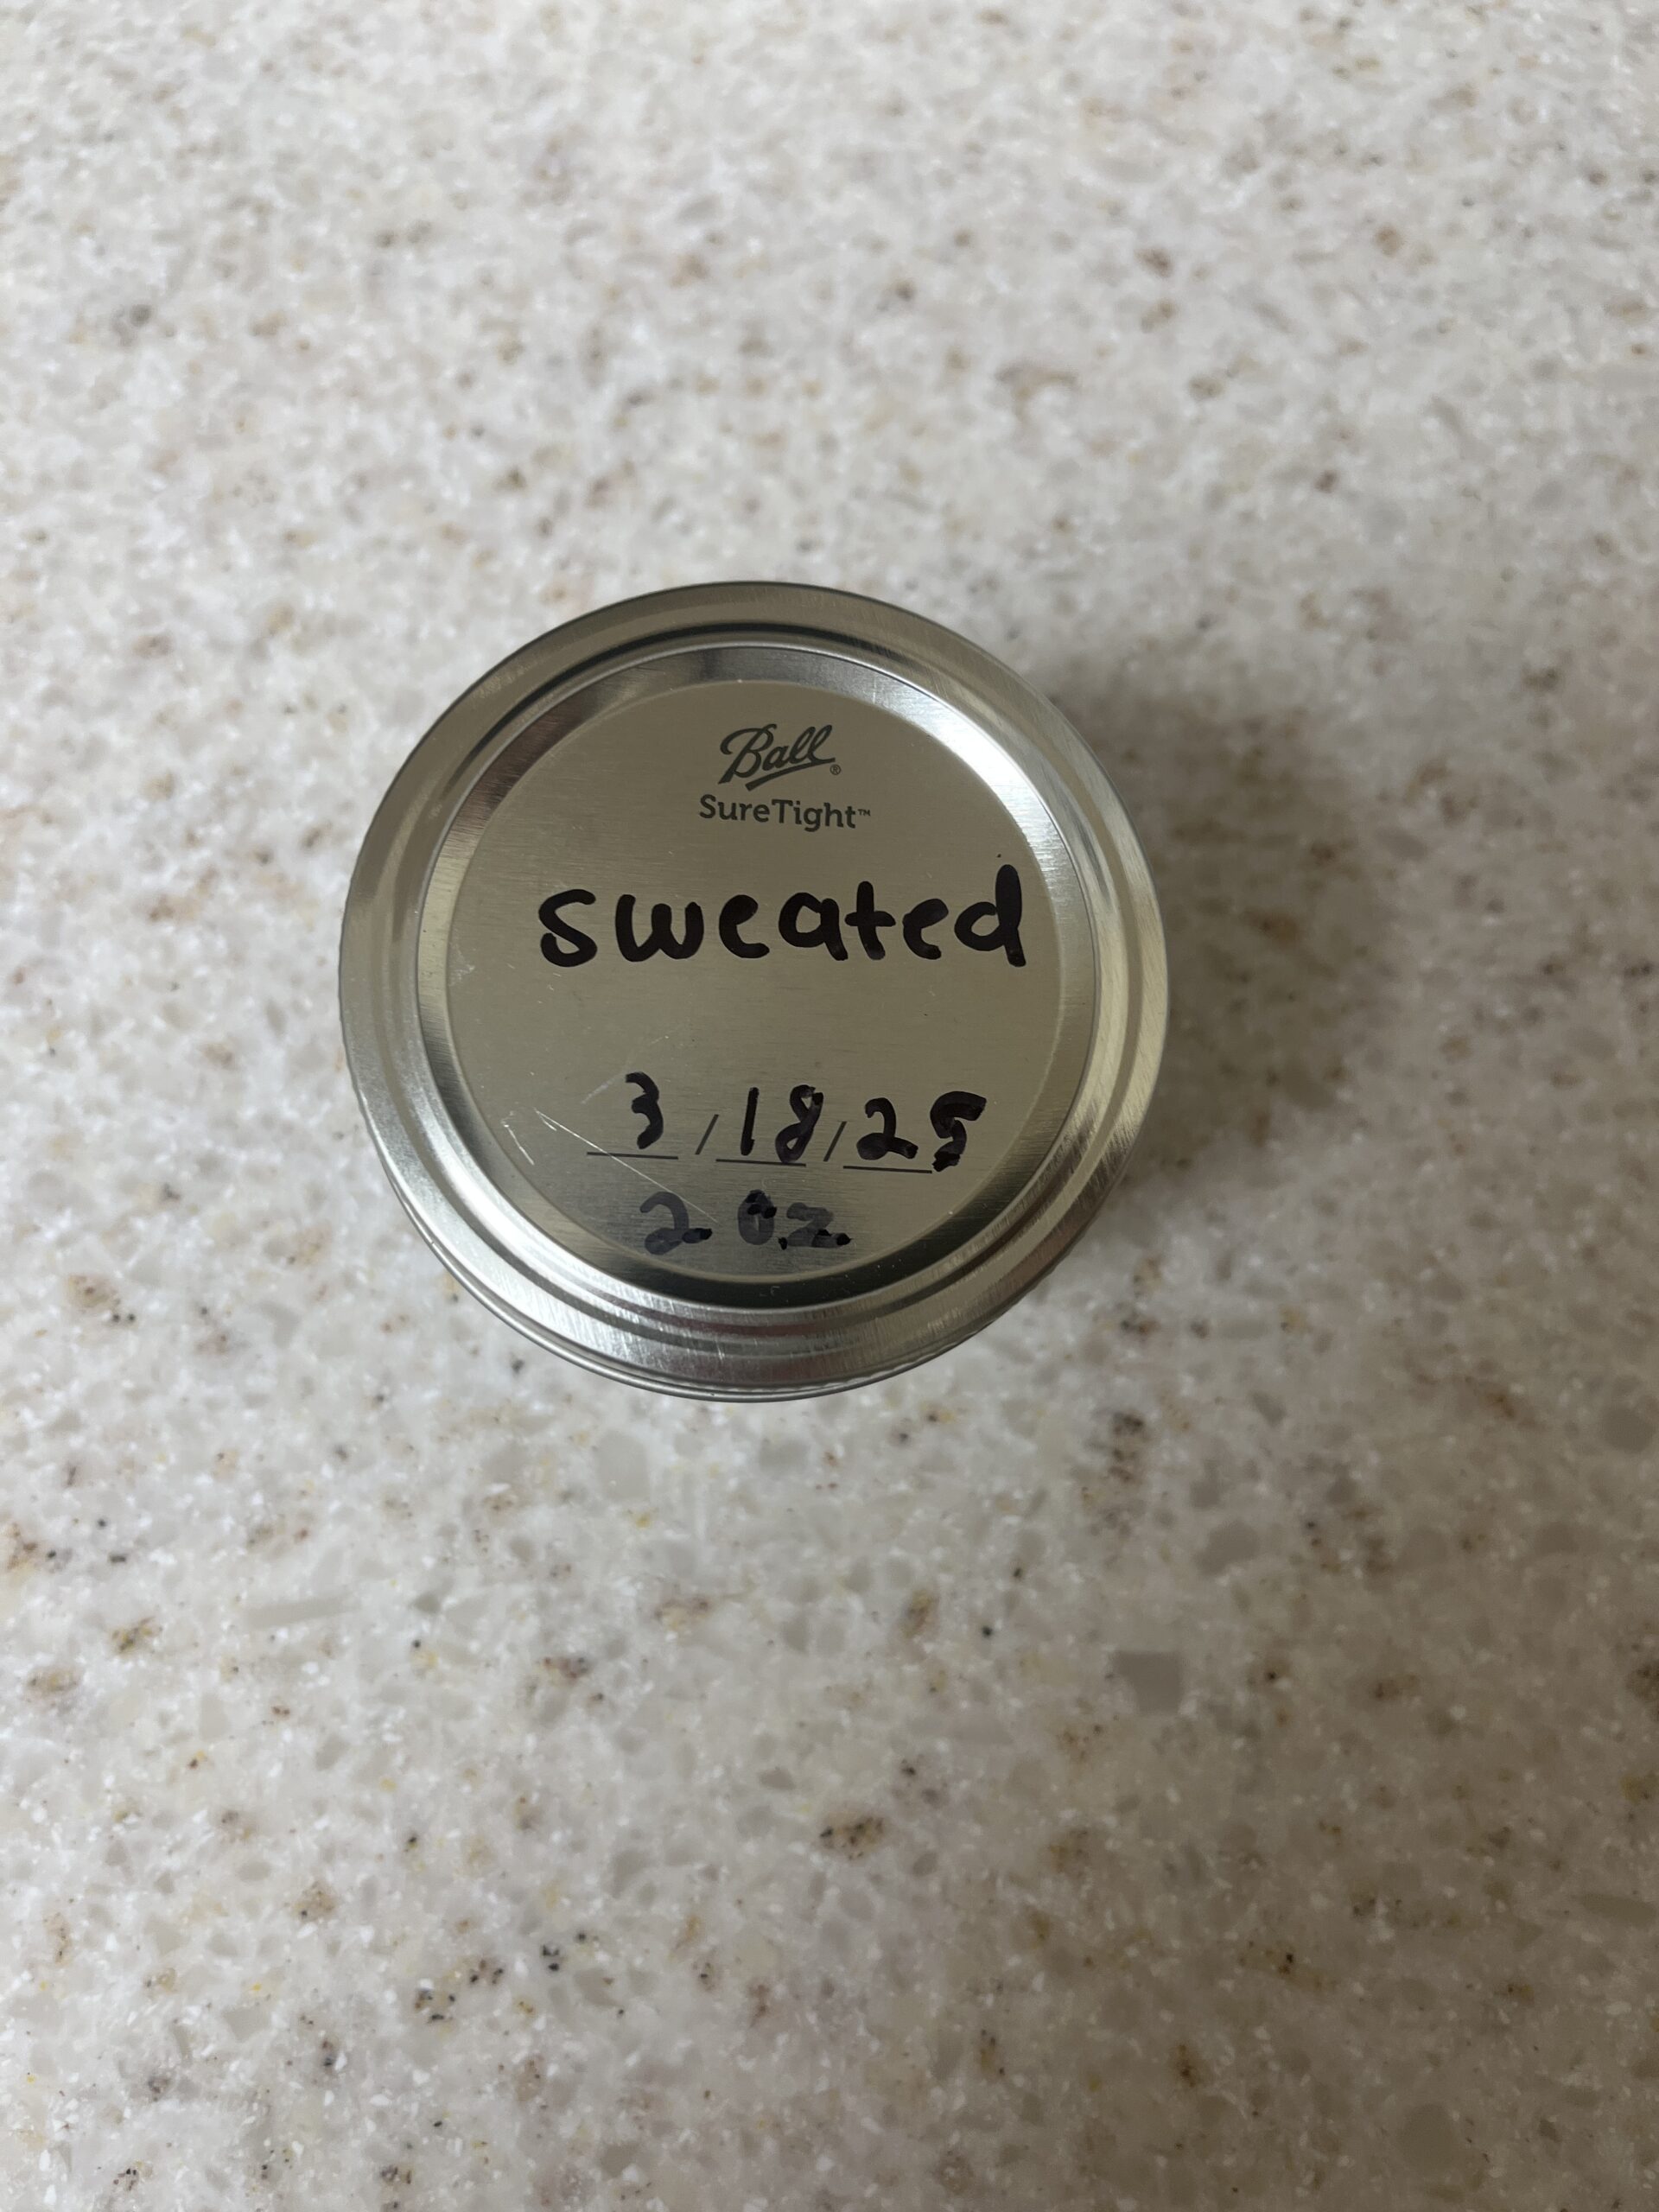 Ball®
SureTight™
sweated
3/18/25
2 oz